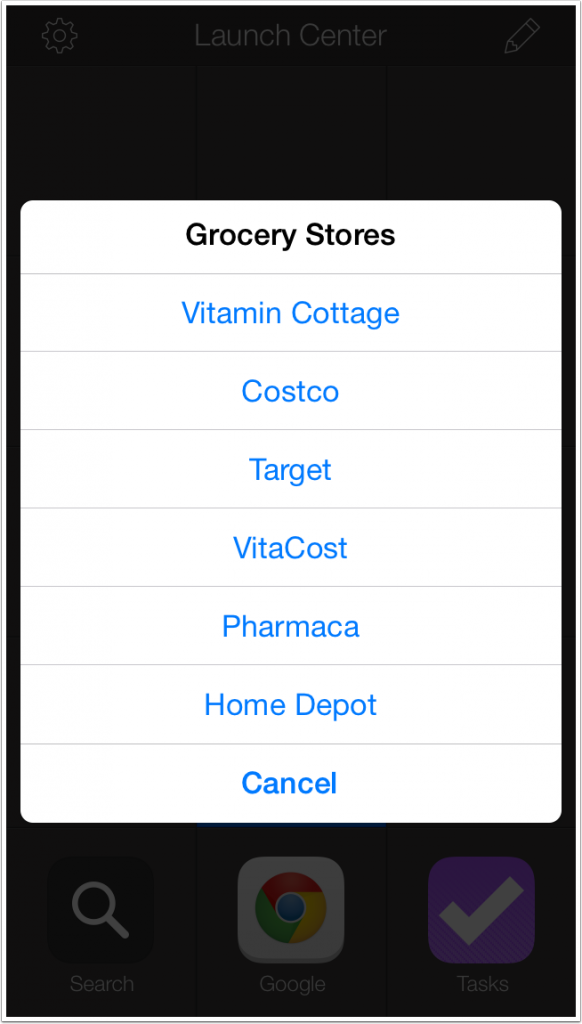 Launch Center
Grocery Stores
Vitamin Cottage
Costco
Target
VitaCost
Pharmaca
Home Depot
Cancel
Search
Google
Tasks